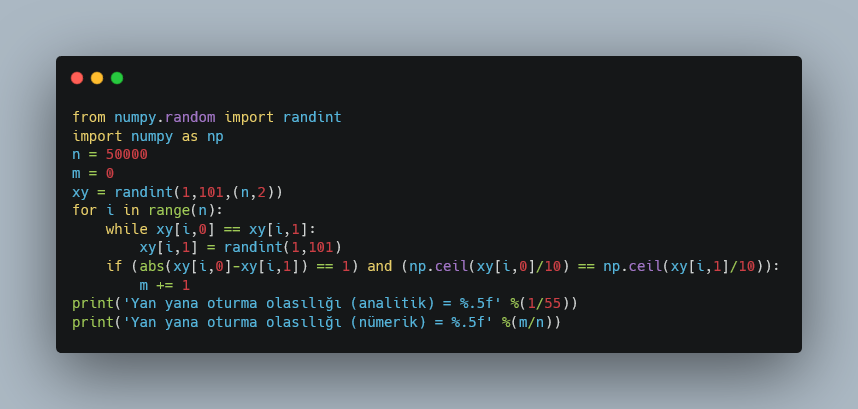 from numpy.random import randint
import numpy as np
n = 50000
m = 0
xy = randint(1,101,(n,2))
for i in range(n):
    while xy[i,0] == xy[i,1]:
        xy[i,1] = randint(1,101)
    if (abs(xy[i,0]-xy[i,1]) == 1) and (np.ceil(xy[i,0]/10) == np.ceil(xy[i,1]/10)):
        m += 1
print('Yan yana oturma olasılığı (analitik) = %.5f' %(1/55))
print('Yan yana oturma olasılığı (nümerik) = %.5f' %(m/n))